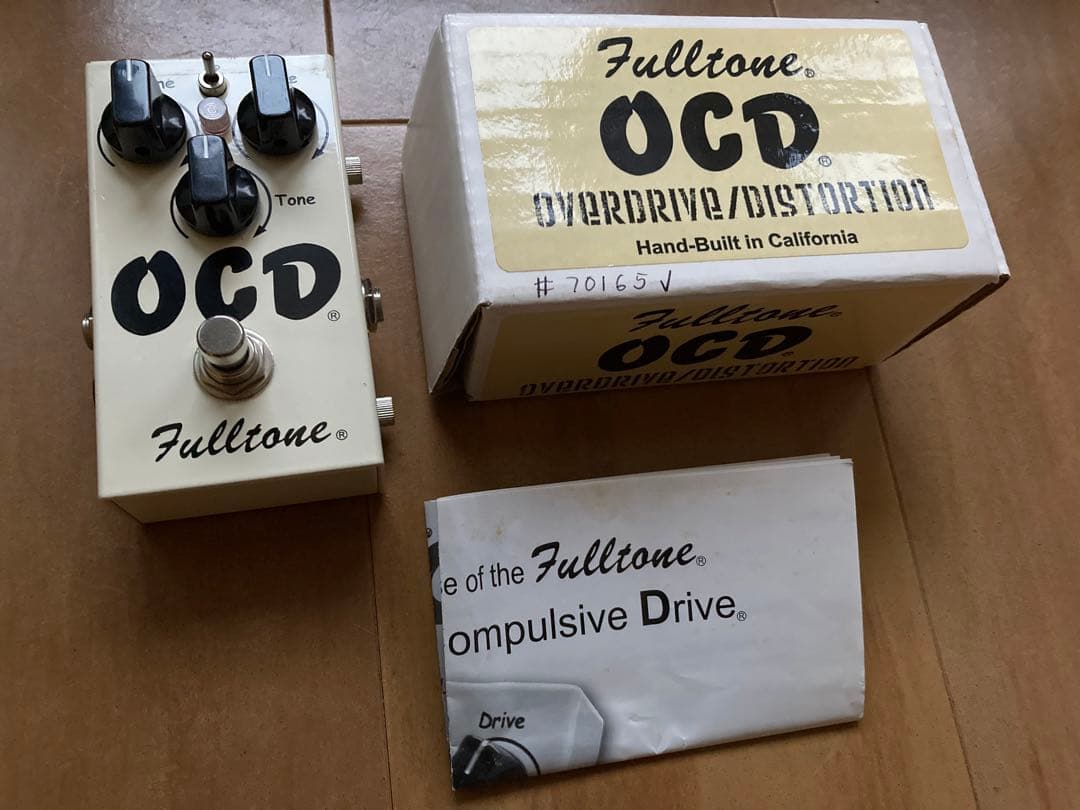 Tone
OCD®
Fulltone®
Fulltone®
OCD®
OVERDRIVE/DISTORTION
Hand-Built in California
# 70165 √
Fulltone®
OCD®
OVERDRIVE/DISTORTION
e of the Fulltone®
ompulsive Drive®
Drive